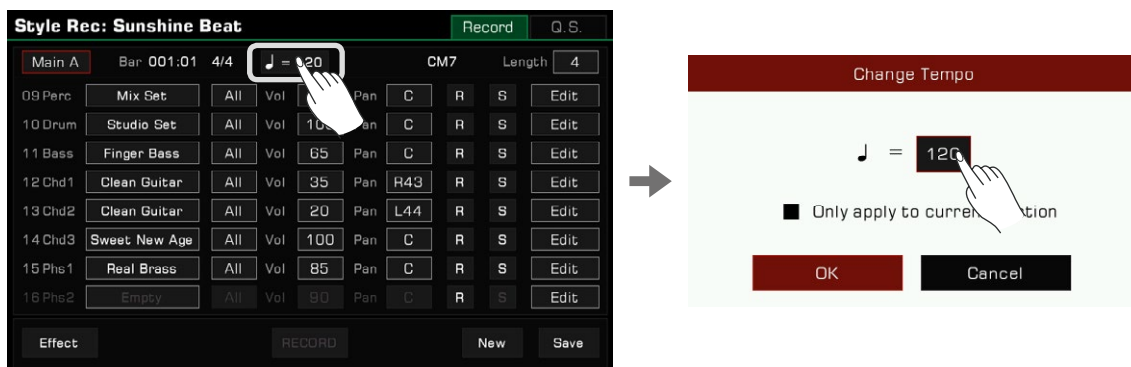 Style Rec: Sunshine Beat Record Q.S.
Main A Bar 001:01 4/4 ♩ = 120 CM7 Length 4
09 Perc Mix Set All Vol Pan C R S Edit
10 Drum Studio Set All Vol Pan C R S Edit
11 Bass Finger Bass All Vol 65 Pan C R S Edit
12 Chd1 Clean Guitar All Vol 35 Pan R43 R S Edit
13 Chd2 Clean Guitar All Vol 20 Pan L44 R S Edit
14 Chd3 Sweet New Age All Vol 100 Pan C R S Edit
15 Phs1 Real Brass All Vol 85 Pan C R S Edit
16 Phs2 Empty All Vol 90 Pan C R S Edit
Effect RECORD New Save
Change Tempo
♩ = 120
Only apply to current section
OK Cancel